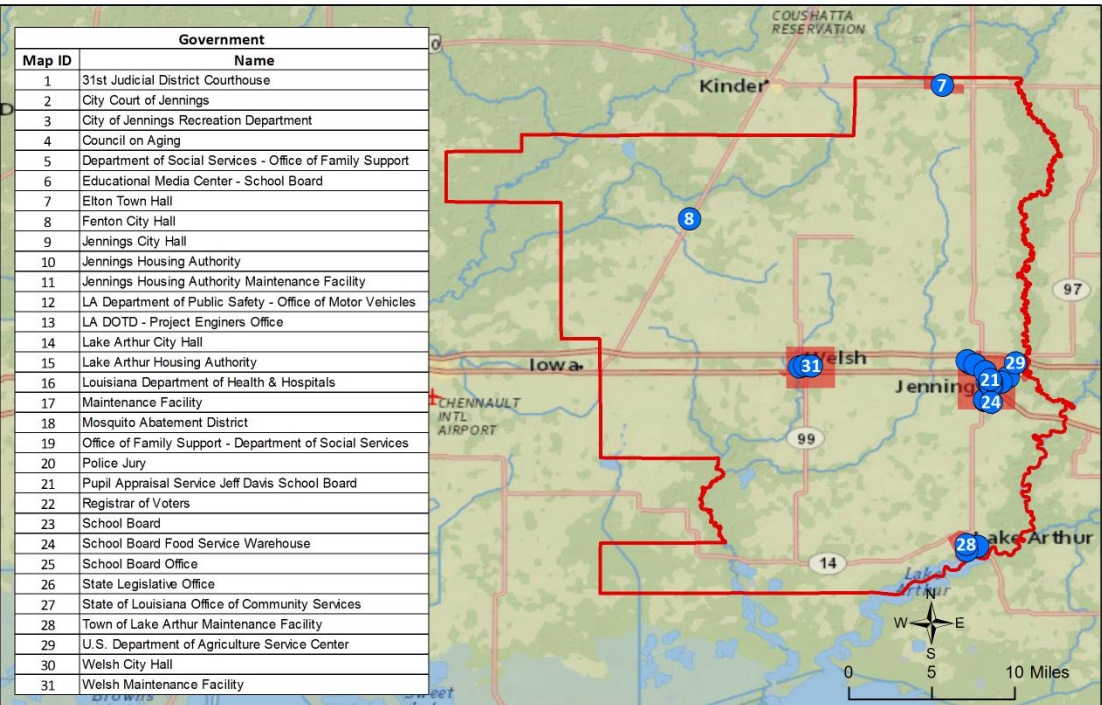 Government
Map ID Name
1 31st Judicial District Courthouse
2 City Court of Jennings
3 City of Jennings Recreation Department
4 Council on Aging
5 Department of Social Services - Office of Family Support
6 Educational Media Center - School Board
7 Elton Town Hall
8 Fenton City Hall
9 Jennings City Hall
10 Jennings Housing Authority
11 Jennings Housing Authority Maintenance Facility
12 LA Department of Public Safety - Office of Motor Vehicles
13 LA DOTD - Project Enginers Office
14 Lake Arthur City Hall
15 Lake Arthur Housing Authority
16 Louisiana Department of Health & Hospitals
17 Maintenance Facility
18 Mosquito Abatement District
19 Office of Family Support - Department of Social Services
20 Police Jury
21 Pupil Appraisal Service Jeff Davis School Board
22 Registrar of Voters
23 School Board
24 School Board Food Service Warehouse
25 School Board Office
26 State Legislative Office
27 State of Louisiana Office of Community Services
28 Town of Lake Arthur Maintenance Facility
29 U.S. Department of Agriculture Service Center
30 Welsh City Hall
31 Welsh Maintenance Facility
COUSHATTA
RESERVATION
0
Kinder
7
D
8
97
Iowa
31
Welsh
29
21
Jenning
24
CHENNAULT
INTL
AIRPORT
99
28
Lake Arthur
14
Lake
Arthur
N
W E
S
0 5 10 Miles